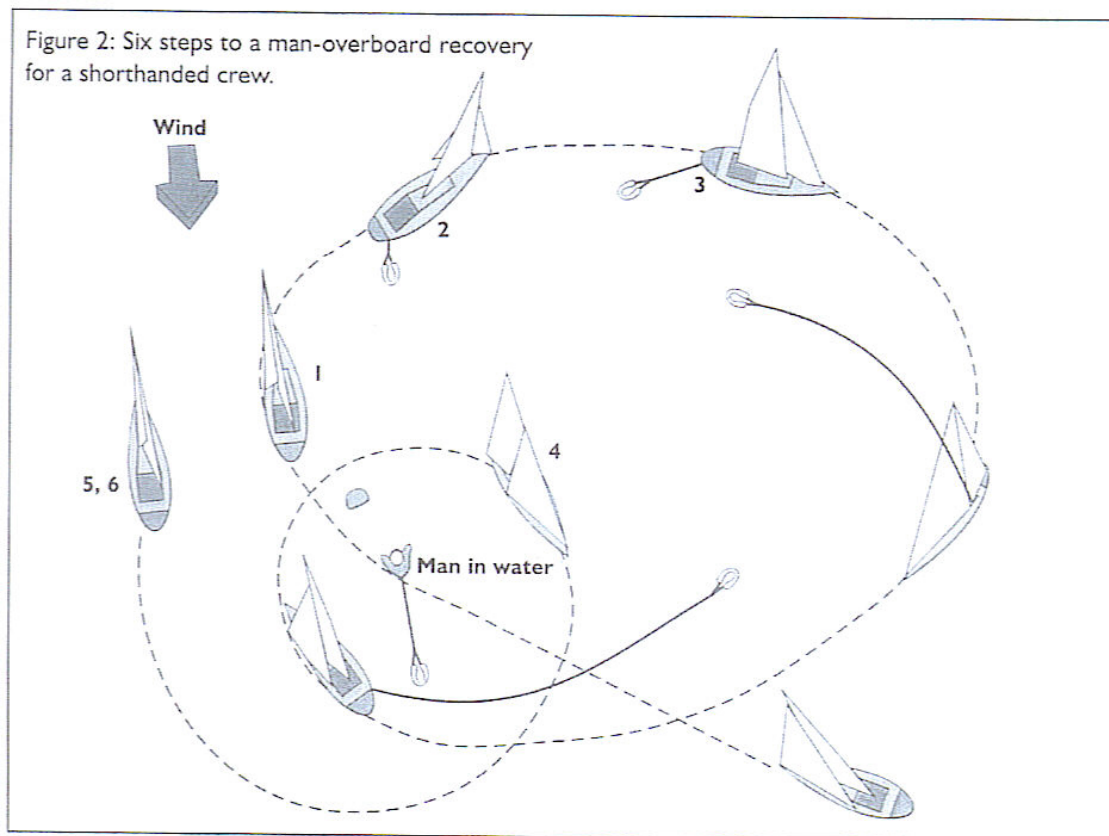 Figure 2: Six steps to a man-overboard recovery
for a shorthanded crew.
Wind
3
2
1
4
5, 6
Man in water